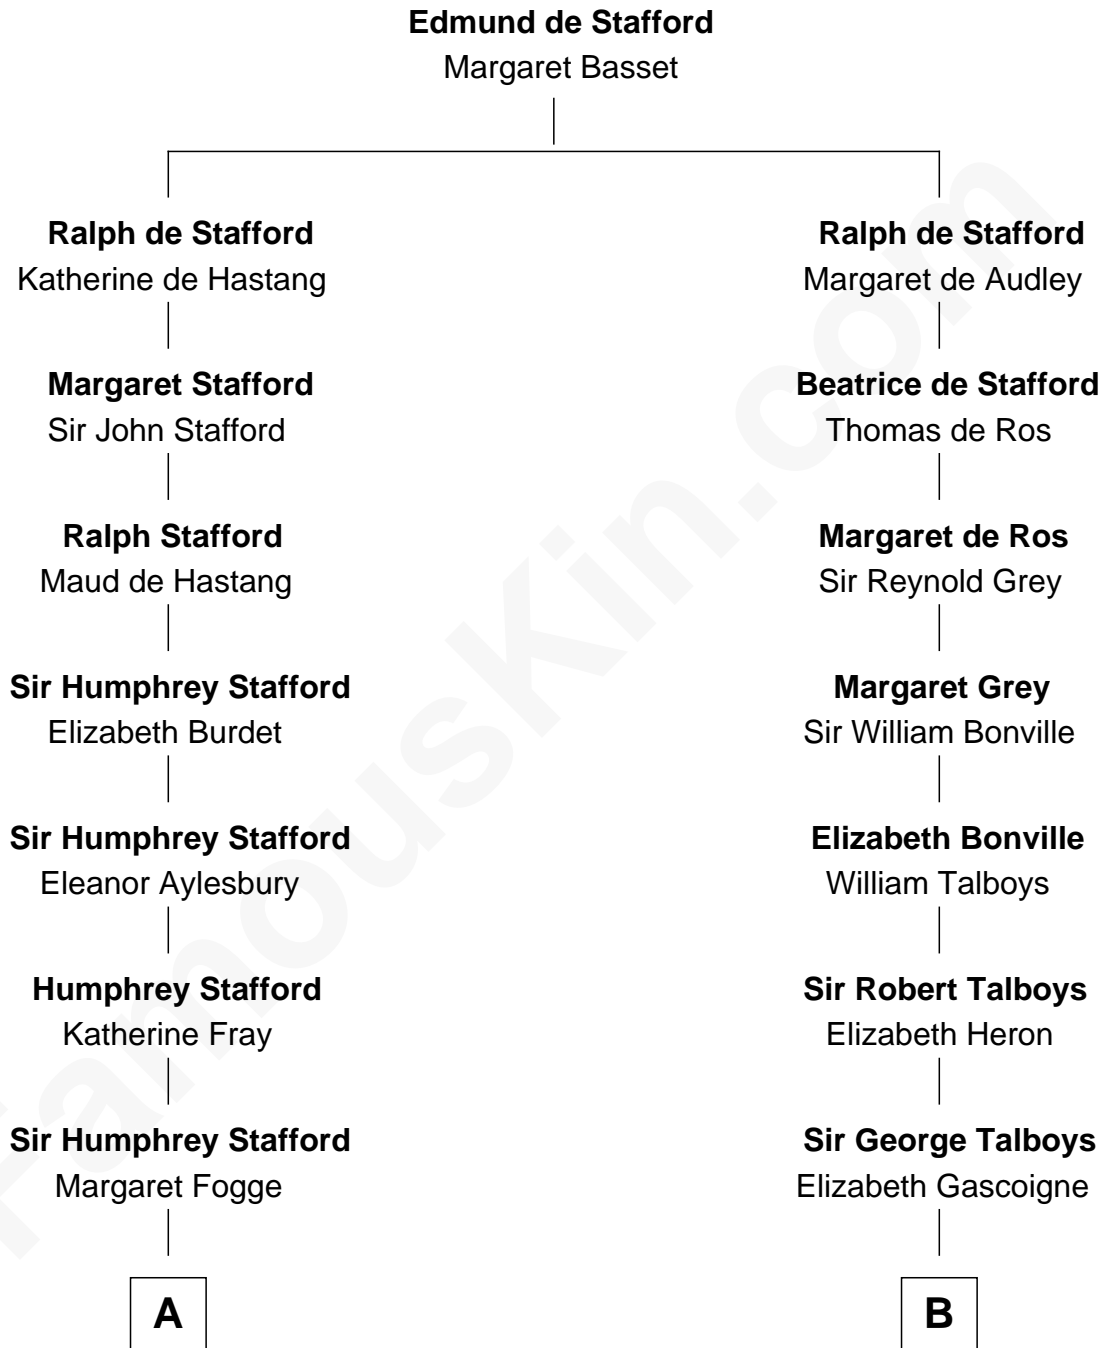 Edmund de Stafford
Margaret Basset
Ralph de Stafford
Katherine de Hastang
Margaret Stafford
Sir John Stafford
Ralph Stafford
Maud de Hastang
Sir Humphrey Stafford
Elizabeth Burdet
Sir Humphrey Stafford
Eleanor Aylesbury
Humphrey Stafford
Katherine Fray
Sir Humphrey Stafford
Margaret Fogge
A
Ralph de Stafford
Margaret de Audley
Beatrice de Stafford
Thomas de Ros
Margaret de Ros
Sir Reynold Grey
Margaret Grey
Sir William Bonville
Elizabeth Bonville
William Talboys
Sir Robert Talboys
Elizabeth Heron
Sir George Talboys
Elizabeth Gascoigne
B
FamousKin.com